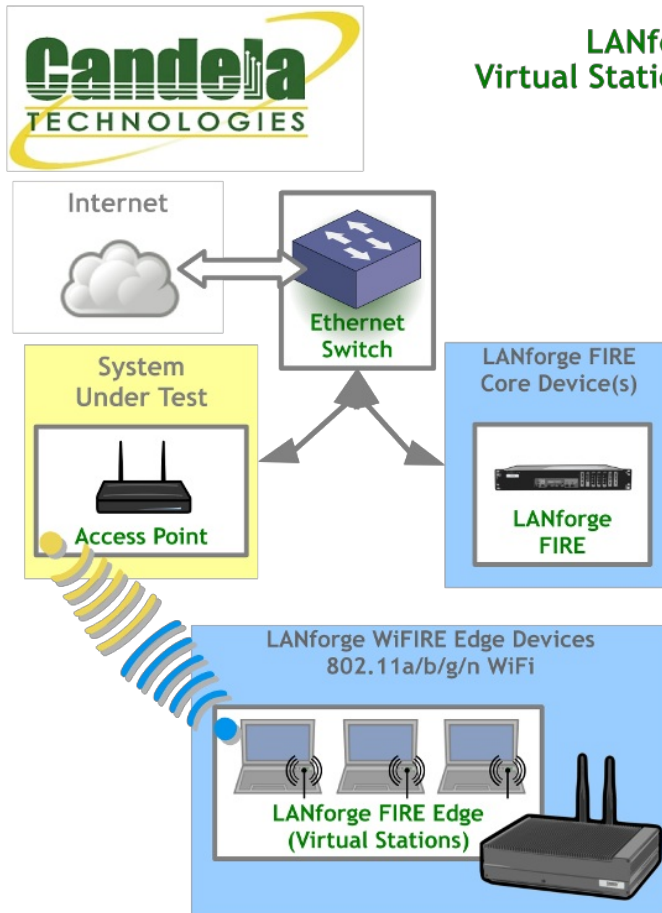 Candela
TECHNOLOGIES
Virtual
Internet
Ethernet
Switch
System
Under Test
Access Point
LANforge FIRE
Core Device(s)
LANforge
FIRE
LANforge WiFIRE Edge Devices
802.11a/b/g/n WiFi
LANforge FIRE Edge
(Virtual Stations)